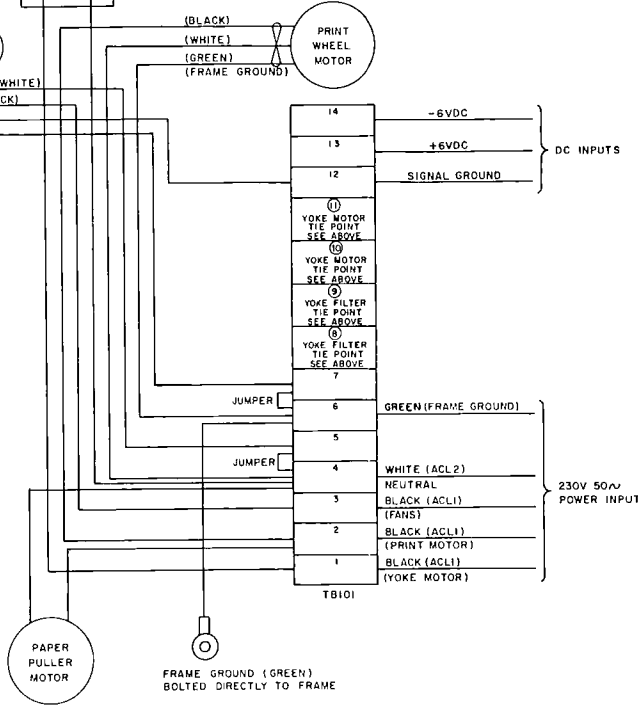 (BLACK)
(WHITE)
(GREEN)
(FRAME GROUND)
PRINT
WHEEL
MOTOR
WHITE)
CK)
14
-6VDC
13
+6VDC
DC INPUTS
12
SIGNAL GROUND
11
YOKE MOTOR
TIE POINT
SEE ABOVE
10
YOKE MOTOR
TIE POINT
SEE ABOVE
9
YOKE FILTER
TIE POINT
SEE ABOVE
8
YOKE FILTER
TIE POINT
SEE ABOVE
7
JUMPER
6
GREEN (FRAME GROUND)
5
JUMPER
4
WHITE (ACL2)
NEUTRAL
230V 50~
POWER INPUT
3
BLACK (ACL1)
(FANS)
2
BLACK (ACL1)
(PRINT MOTOR)
1
BLACK (ACL1)
(YOKE MOTOR)
TB101
PAPER
PULLER
MOTOR
FRAME GROUND (GREEN)
BOLTED DIRECTLY TO FRAME